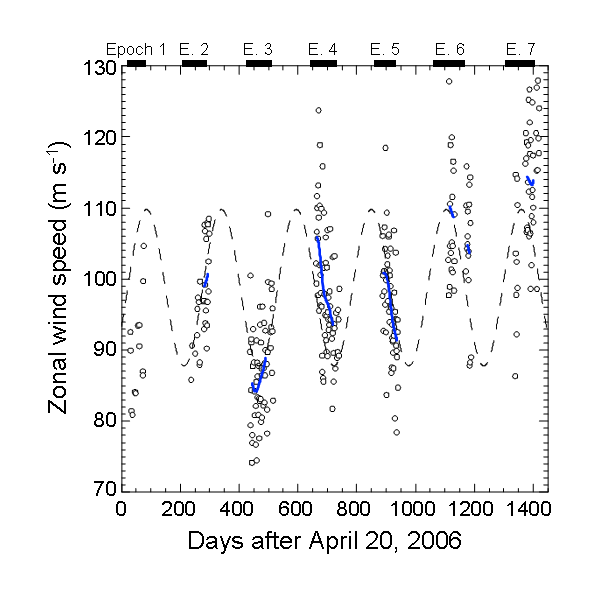 Epoch 1 E. 2 E. 3 E. 4 E. 5 E. 6 E. 7
130
120
110
100
90
80
70
Zonal wind speed (m s-1)
0 200 400 600 800 1000 1200 1400
Days after April 20, 2006